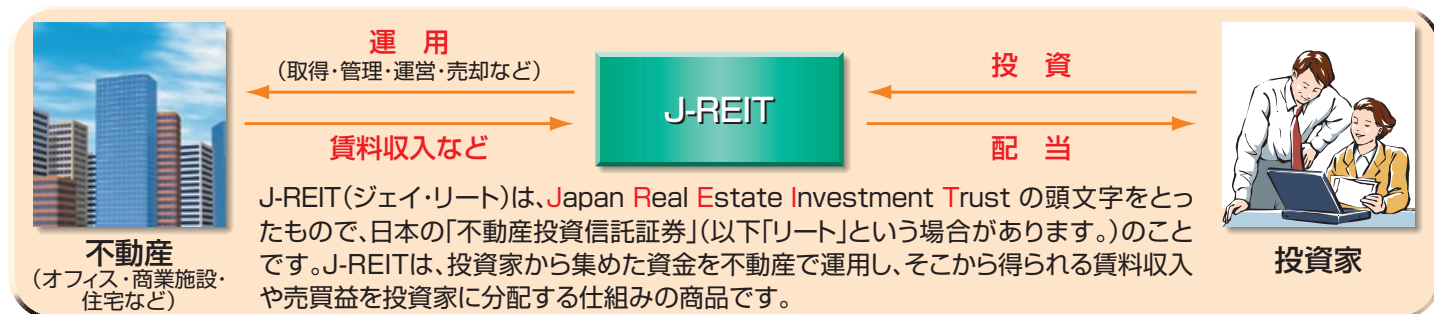 運 用
(取得・管理・運営・売却など)
賃料収入など
J-REIT
投 資
配 当
不動産
(オフィス・商業施設・
住宅など)
投資家
J-REIT(ジェイ・リート)は、Japan Real Estate Investment Trust の頭文字をとっ
たもので、日本の「不動産投資信託証券」(以下「リート」という場合があります。)のこと
です。J-REITは、投資家から集めた資金を不動産で運用し、そこから得られる賃料収入
や売買益を投資家に分配する仕組みの商品です。